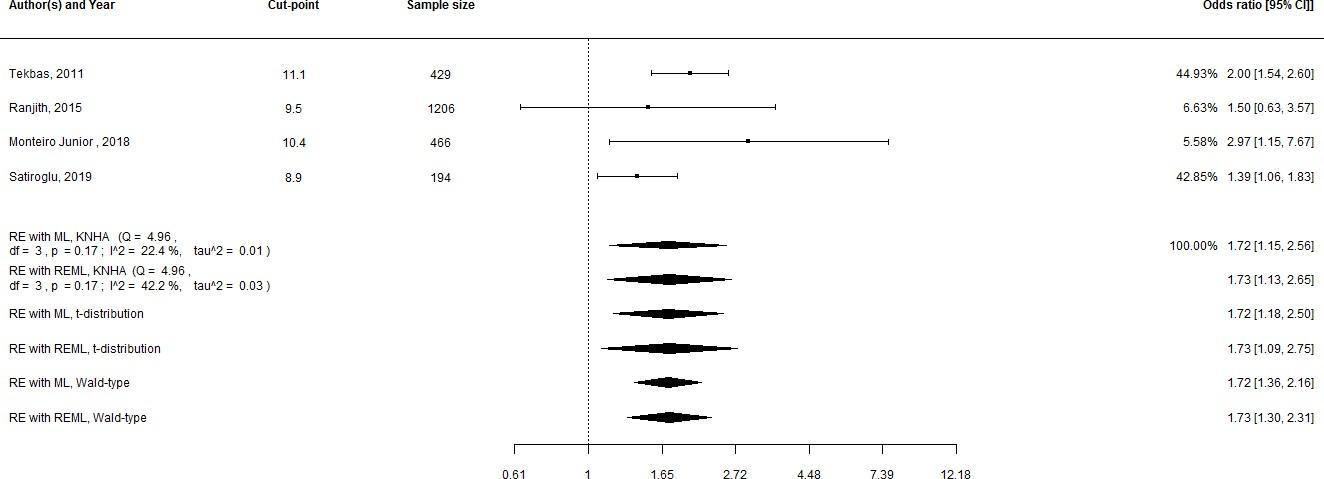 Author(s) and Year Cut-point Sample size Odds ratio [95% CI]]
Tekbas, 2011 11.1 429 44.93% 2.00 [1.54, 2.60]
Ranjith, 2015 9.5 1206 6.63% 1.50 [0.63, 3.57]
Monteiro Junior , 2018 10.4 466 5.58% 2.97 [1.15, 7.67]
Satiroglu, 2019 8.9 194 42.85% 1.39 [1.06, 1.83]
RE with ML, KNHA (Q = 4.96 ,
df = 3 , p = 0.17 ; I^2 = 22.4 %, tau^2 = 0.01 ) 100.00% 1.72 [1.15, 2.56]
RE with REML, KNHA (Q = 4.96 ,
df = 3 , p = 0.17 ; I^2 = 42.2 %, tau^2 = 0.03 ) 1.73 [1.13, 2.65]
RE with ML, t-distribution 1.72 [1.18, 2.50]
RE with REML, t-distribution 1.73 [1.09, 2.75]
RE with ML, Wald-type 1.72 [1.36, 2.16]
RE with REML, Wald-type 1.73 [1.30, 2.31]
0.61 1 1.65 2.72 4.48 7.39 12.18